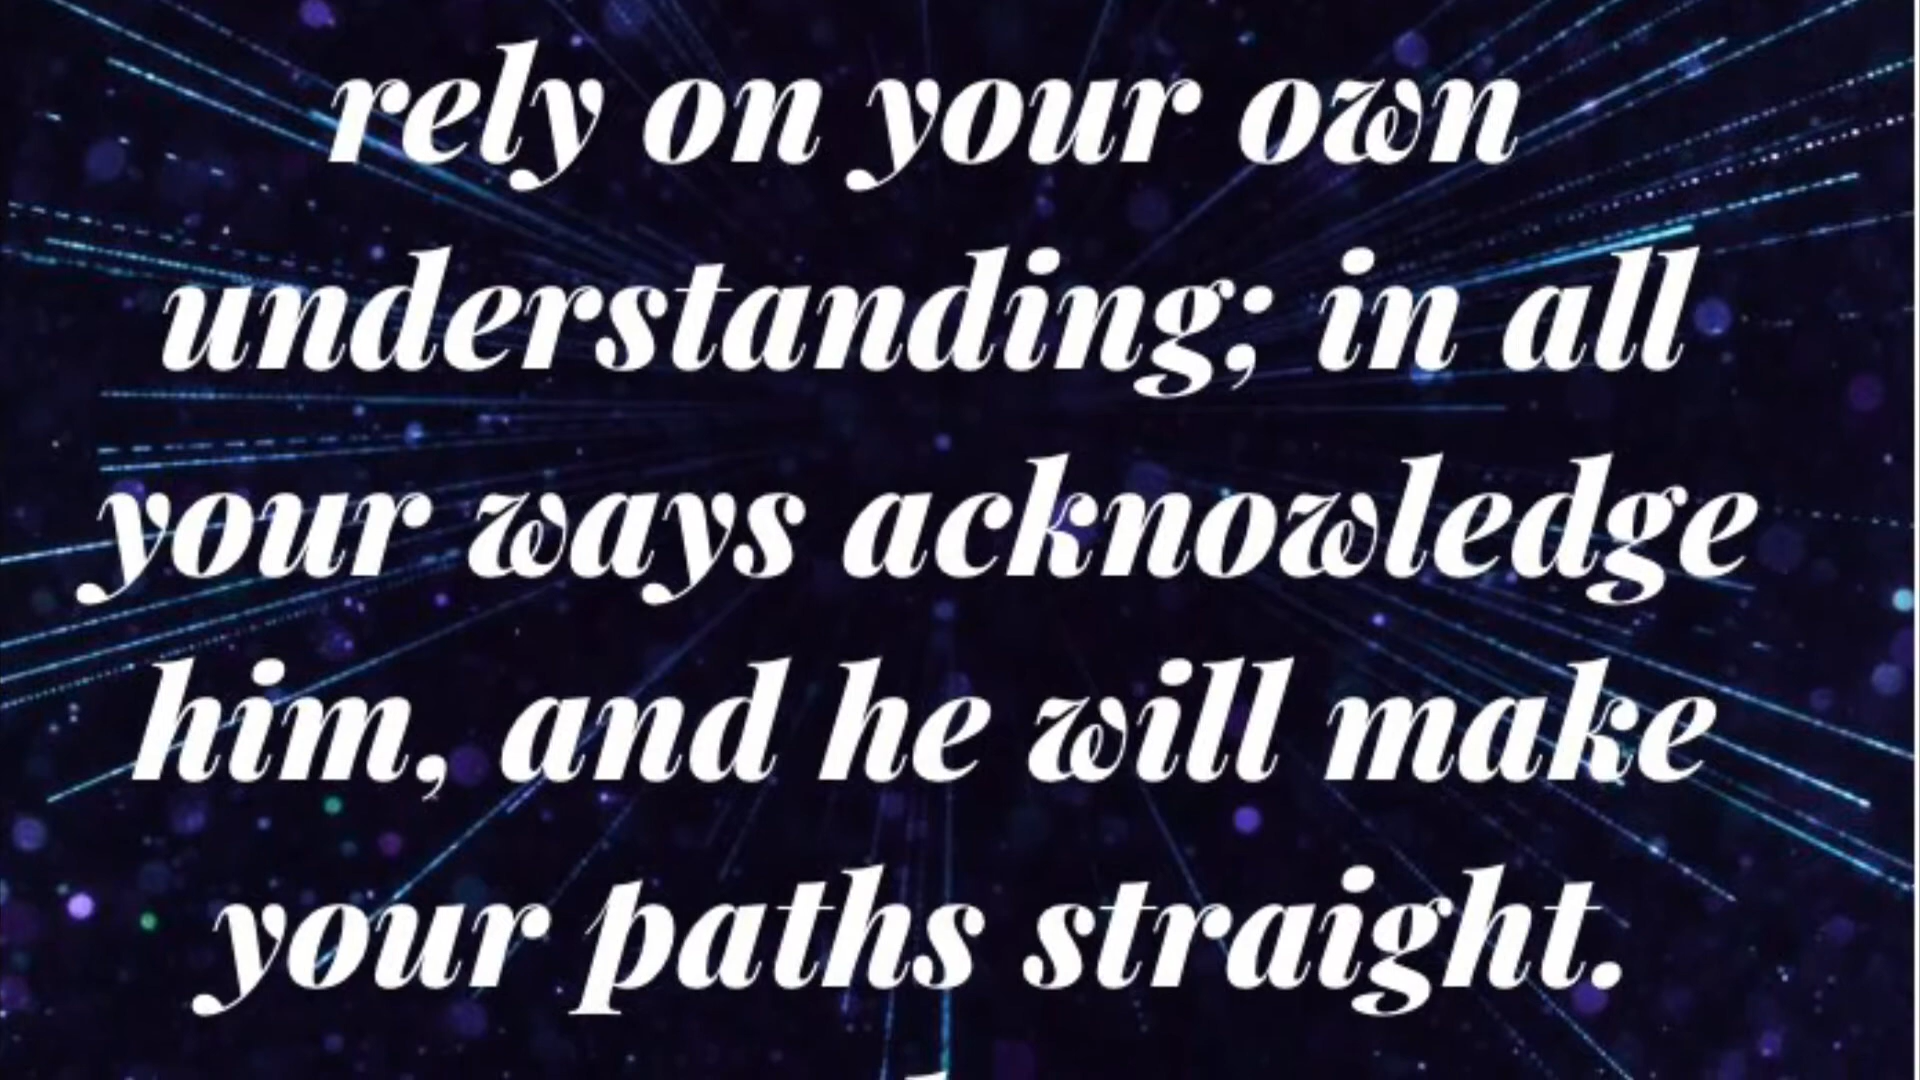 rely on your own
understanding; in all
your ways acknowledge
him, and he will make
your paths straight.